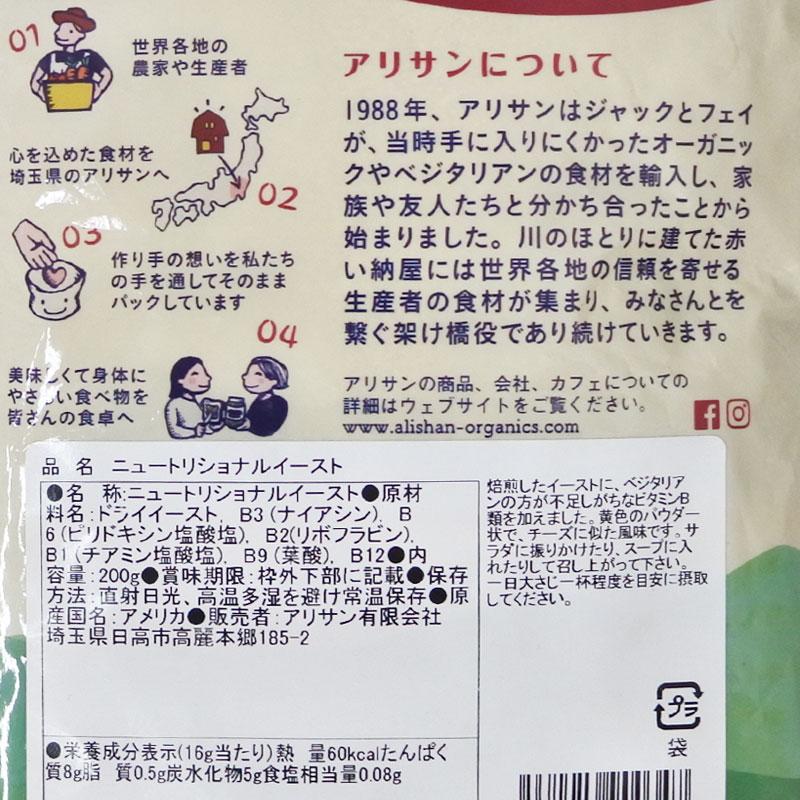 01
世界各地の
農家や生産者
心を込めた食材を
埼玉県のアリサンへ
02
03
作り手の想いを私たち
の手を通してそのまま
パックしています
04
美味しくて身体に
やさしい食べ物を
皆さんの食卓へ
アリサンについて
1988年、アリサンはジャックとフェイ
が、当時手に入りにくかったオーガニッ
クやベジタリアンの食材を輸入し、家
族や友人たちと分かち合ったことから
始まりました。川のほとりに建てた赤
い納屋には世界各地の信頼を寄せる
生産者の食材が集まり、みなさんとを
繋ぐ架け橋役であり続けていきます。
アリサンの商品、会社、カフェについての
詳細はウェブサイトをご覧ください。
www.alishan-organics.com
品 名 ニュートリショナルイースト
●名 称:ニュートリショナルイースト●原材
料名:ドライイースト, B3(ナイアシン), B
6(ピリドキシン塩酸塩), B2(リボフラビン),
B1(チアミン塩酸塩), B9(葉酸), B12●内
容量:200g●賞味期限:枠外下部に記載●保存
方法:直射日光、高温多湿を避け常温保存●原
産国名:アメリカ●販売者:アリサン有限会社
埼玉県日高市高麗本郷185-2
●栄養成分表示(16g当たり)熱 量60kcalたんぱく
質8g脂 質0.5g炭水化物5g食塩相当量0.08g
焙煎したイーストに、ベジタリア
ンの方が不足しがちなビタミンB
類を加えました。黄色のパウダー
状で、チーズに似た風味です。サ
ラダに振りかけたり、スープに入
れたりして召し上がって下さい。
一日大さじ一杯程度を目安に摂取
してください。
プラ
袋